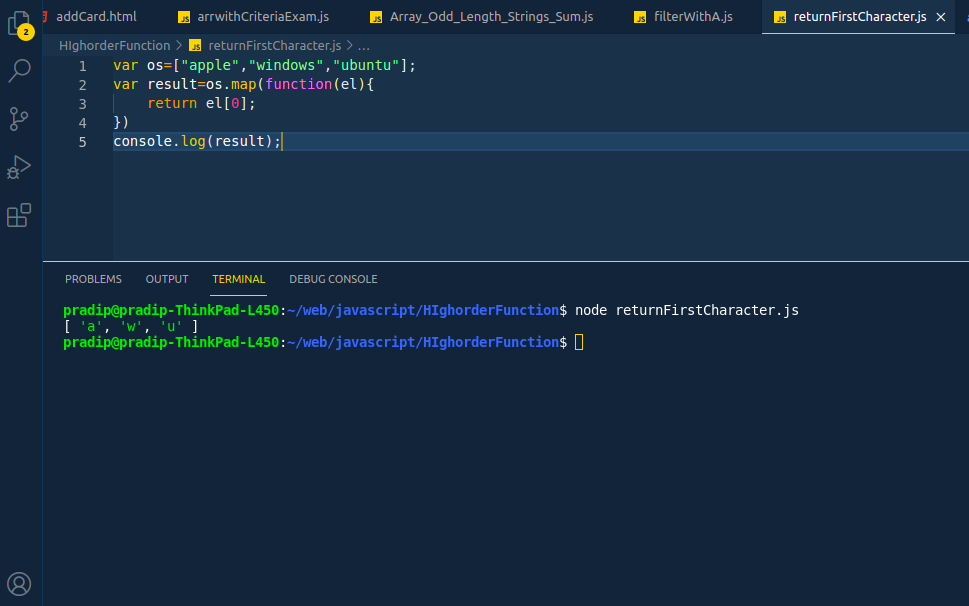 addCard.html JS arrwithCriteriaExam.js JS Array_Odd_Length_Strings_Sum.js JS filterWithA.js JS returnFirstCharacter.js
2
HIghorderFunction > JS returnFirstCharacter.js > ...
1 var os=["apple","windows","ubuntu"];
2 var result=os.map(function(el){
3 return el[0];
4 })
5 console.log(result);
PROBLEMS OUTPUT TERMINAL DEBUG CONSOLE
pradip@pradip-ThinkPad-L450:~/web/javascript/HIghorderFunction$ node returnFirstCharacter.js
[ 'a', 'w', 'u' ]
pradip@pradip-ThinkPad-L450:~/web/javascript/HIghorderFunction$